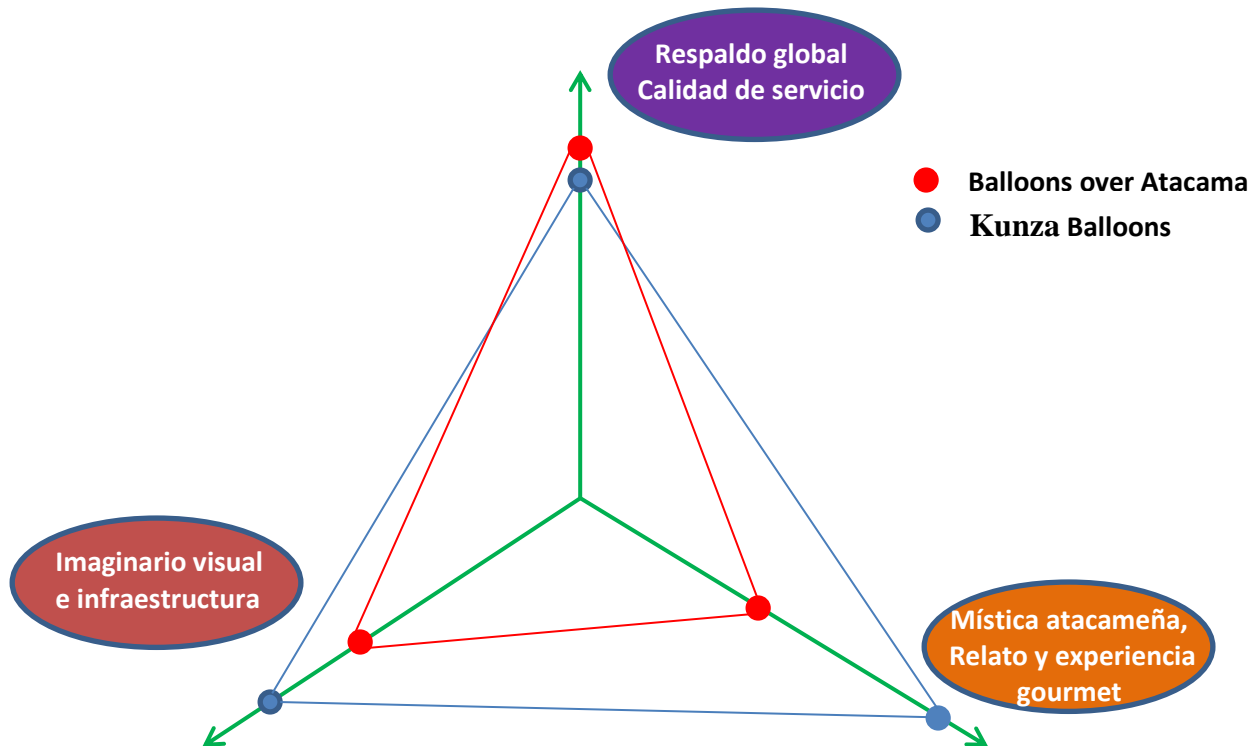 Respaldo global
Calidad de servicio
Balloons over Atacama
Kunza Balloons
Imaginario visual
e infraestructura
Mística atacameña,
Relato y experiencia
gourmet